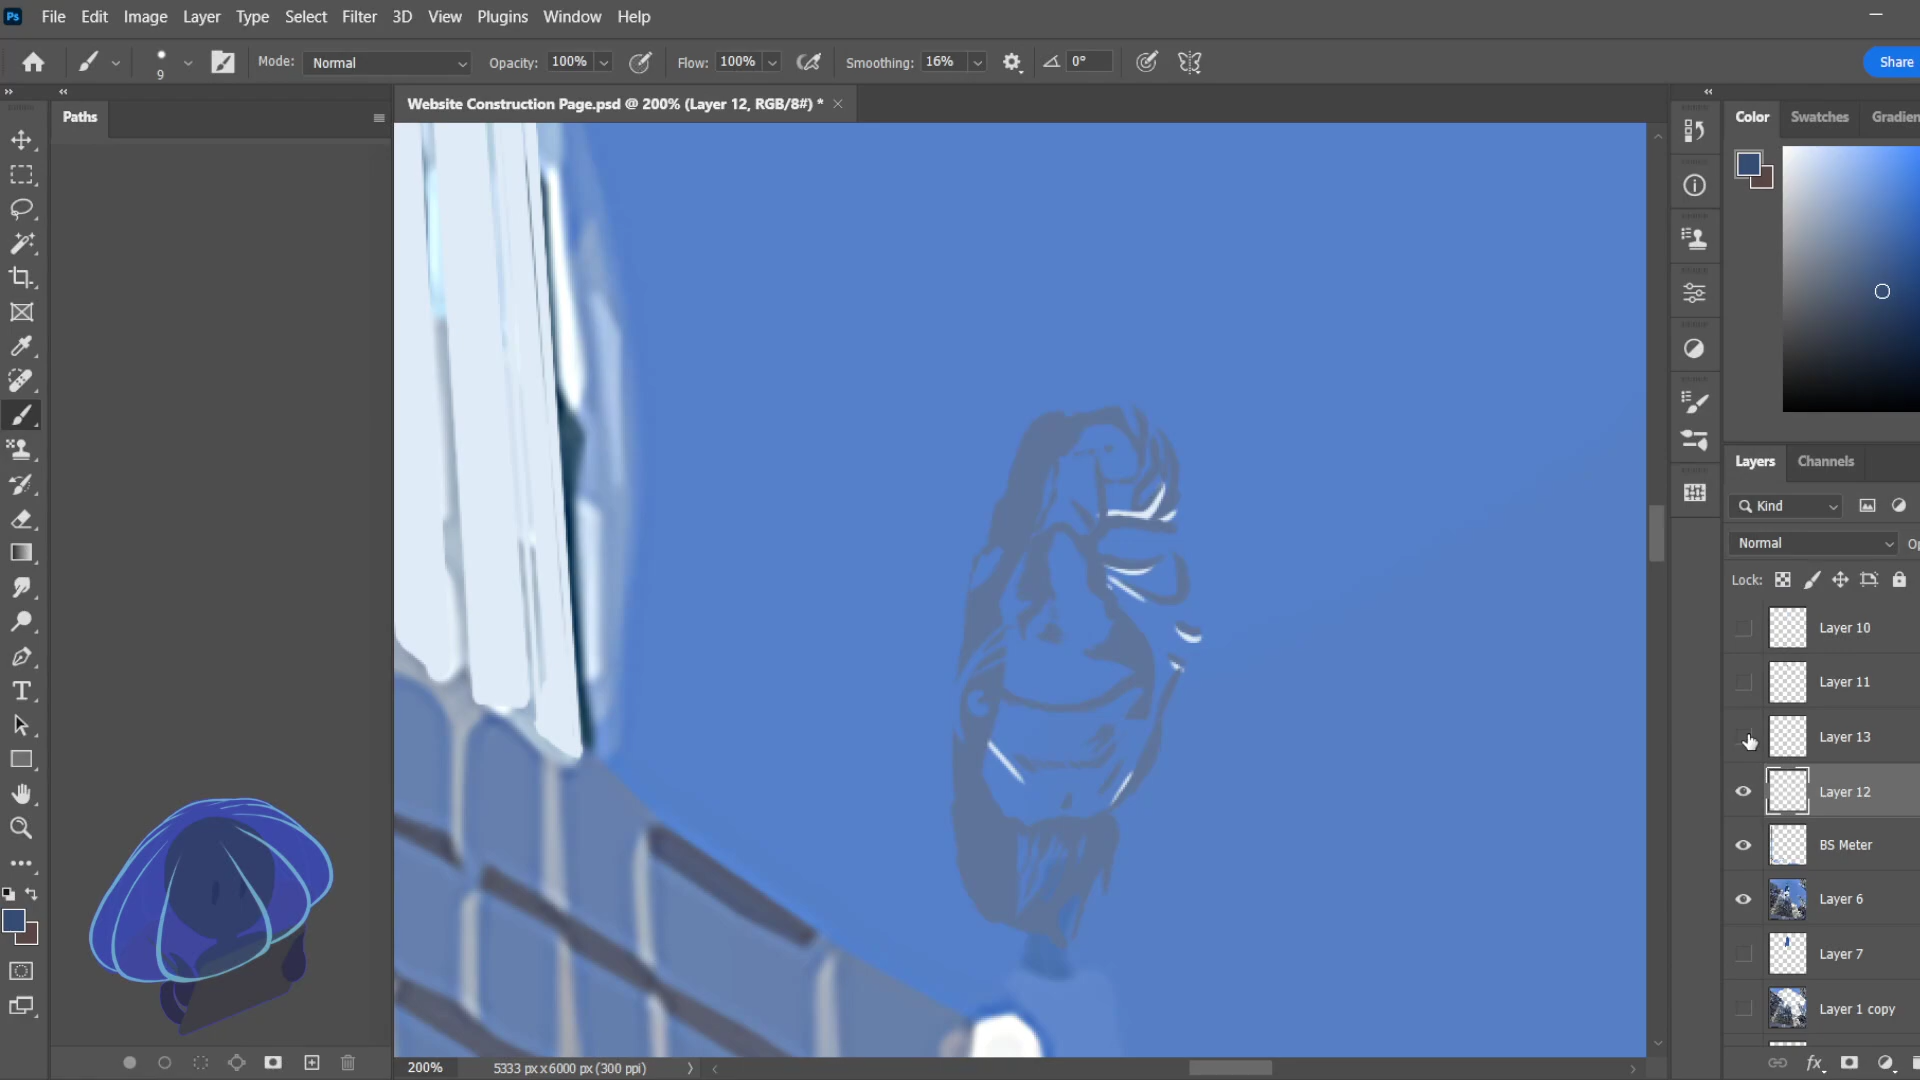 Ps File Edit Image Layer Type Select Filter 3D View Plugins Window Help
9 Mode: Normal Opacity: 100% Flow: 100% Smoothing: 16% 0° Share
Paths
Website Construction Page.psd @ 200% (Layer 12, RGB/8#) *
Color Swatches
Layers Channels
Kind
Normal
Lock:
Layer 10
Layer 11
Layer 13
Layer 12
BS Meter
Layer 6
Layer 7
Layer 1 copy
fx
200% 5333 px x 6000 px (300 ppi)